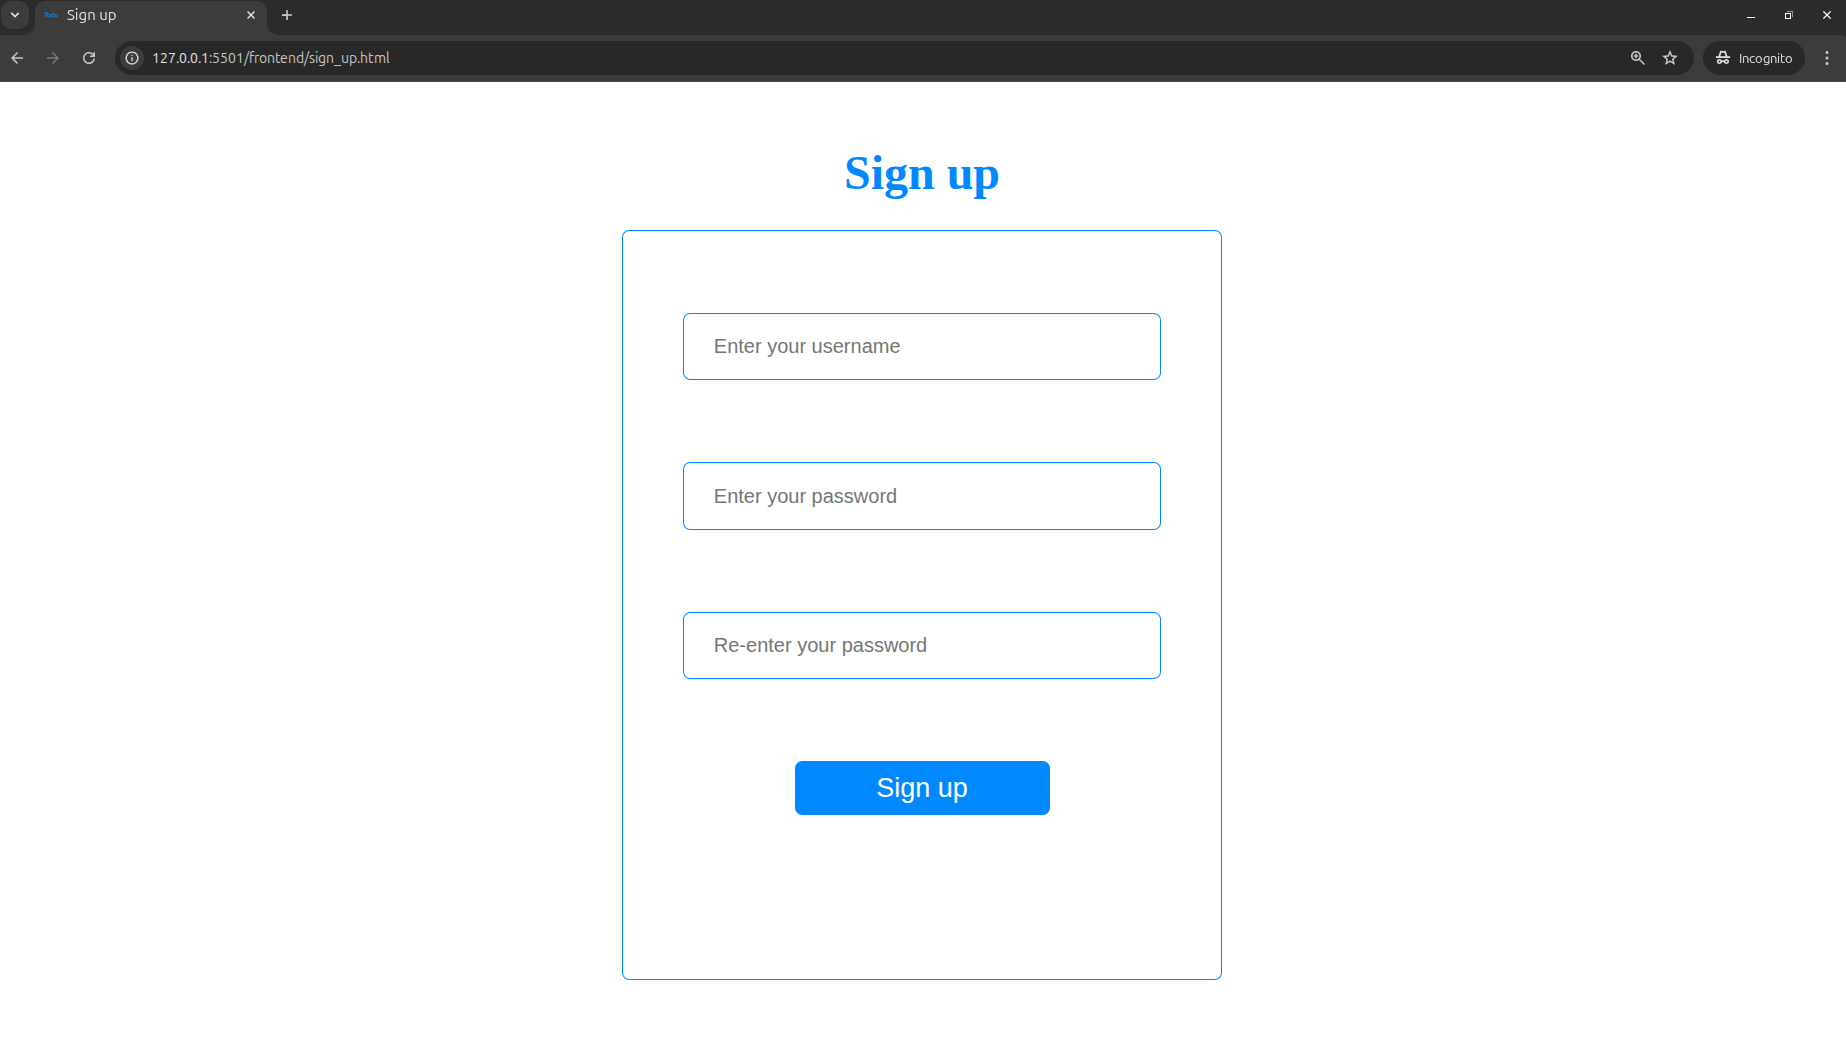 Todo Sign up
127.0.0.1:5501/frontend/sign_up.html
Incognito
Sign up
Enter your username
Enter your password
Re-enter your password
Sign up